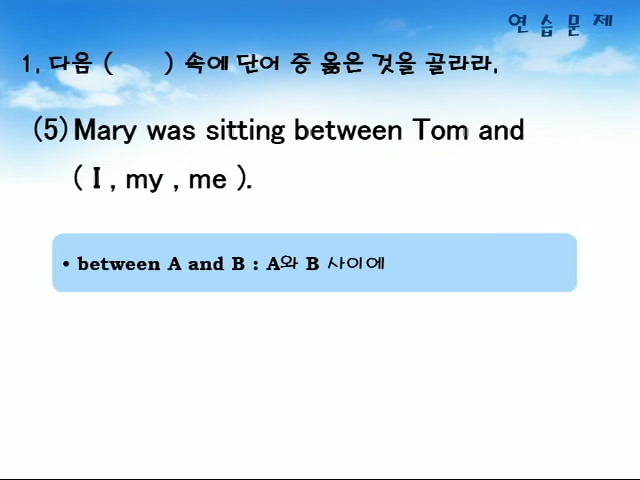 연 습 문 제
1. 다음 (      ) 속에 단어 중 옳은 것을 골라라.
(5) Mary was sitting between Tom and
( I , my , me ).
• between A and B : A와 B 사이에